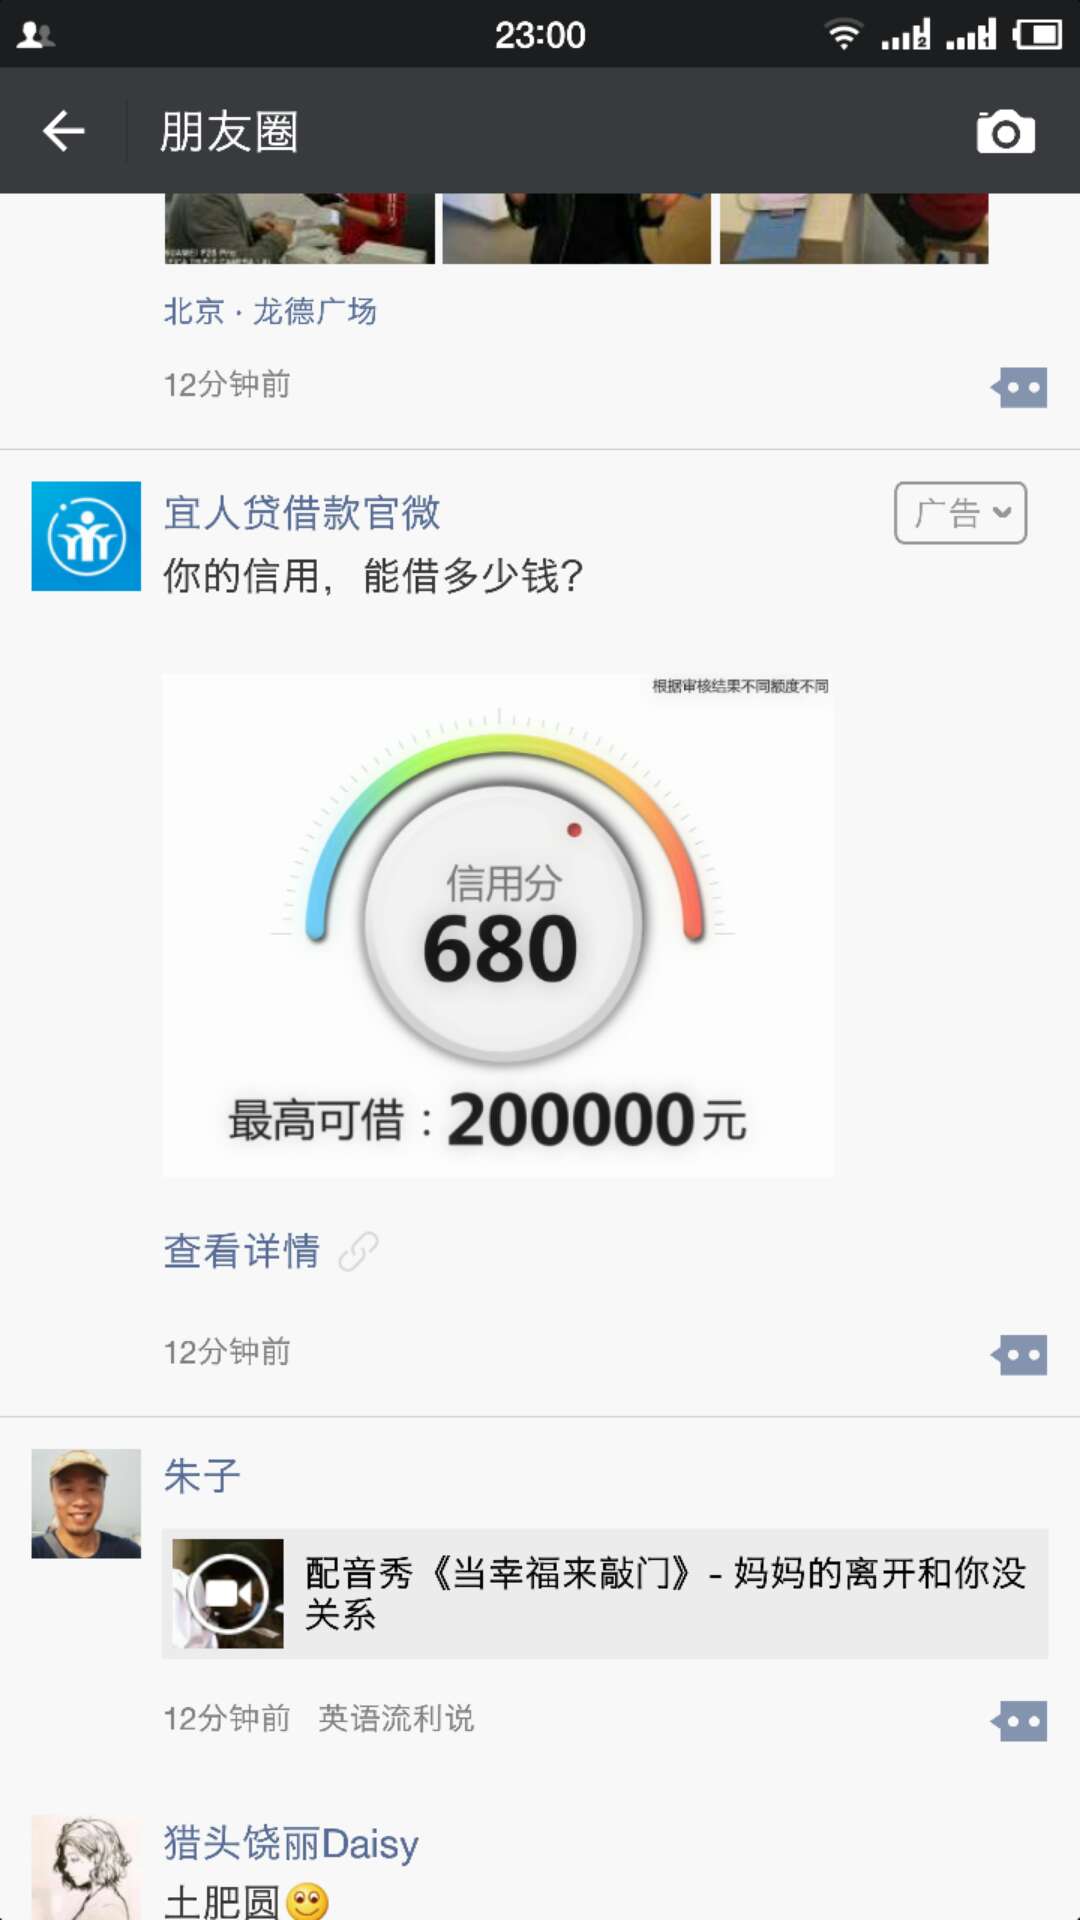 23:00
朋友圈
北京 · 龙德广场
12分钟前
宜人贷借款官微
广告
你的信用，能借多少钱？
根据审核结果不同额度不同
信用分
680
最高可借：200000元
查看详情
12分钟前
朱子
配音秀《当幸福来敲门》- 妈妈的离开和你没
关系
12分钟前 英语流利说
猎头饶丽Daisy
土肥圆